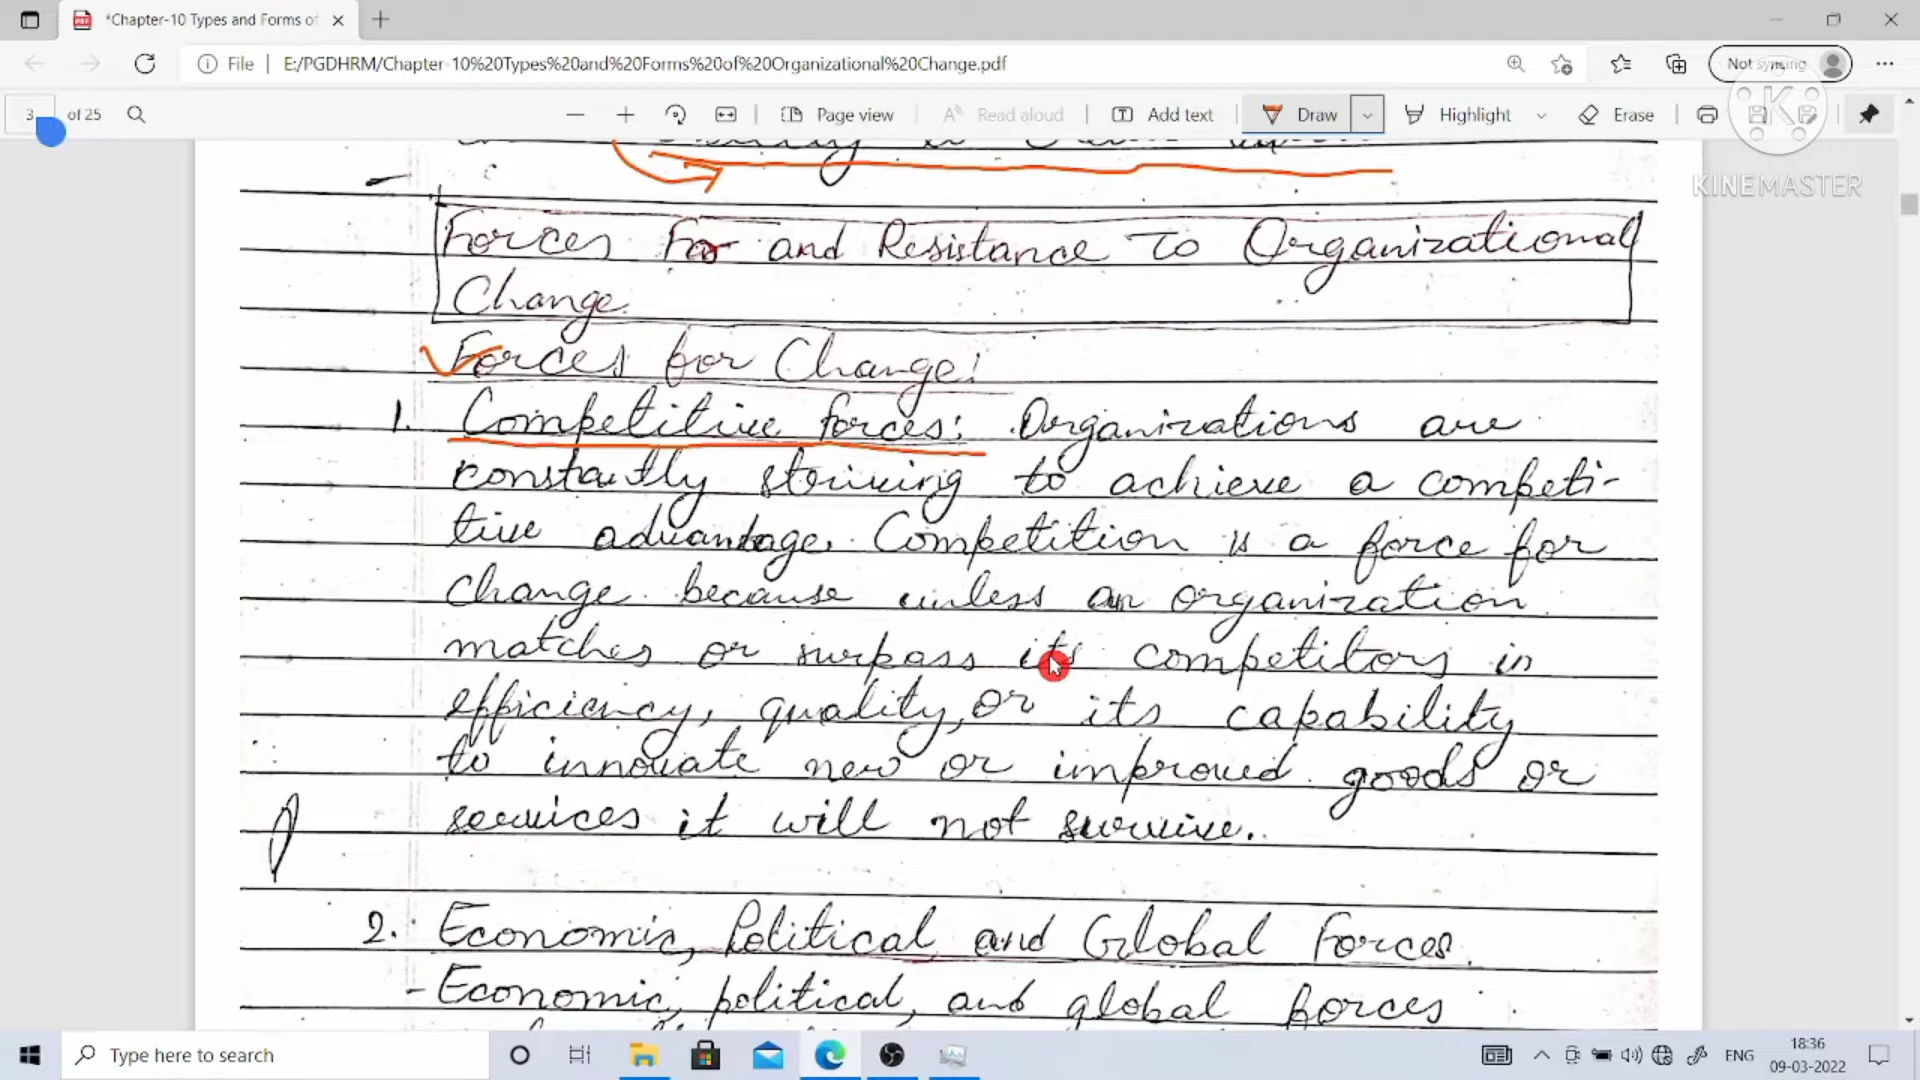 *Chapter-10 Types and Forms of
File
E:/PGDHRM/Chapter-10%20Types%20and%20Forms%20of%20Organizational%20Change.pdf
Not syncing
3 of 25
Page view
Read aloud
Add text
Draw
Highlight
Erase
KINEMASTER
Forces For and Resistance to Organizational
Change
Forces for Change:
1. Competitive forces: Organizations are
constantly striving to achieve a competi-
tive advantage. Competition is a force for
change because unless an organization
matches or surpass its competitors in
efficiency, quality, or its capability
to innovate new or improved goods or
services it will not survive.
2. Economic, Political and Global Forces.
- Economic, political, and global forces
Type here to search
ENG
18:36
09-03-2022